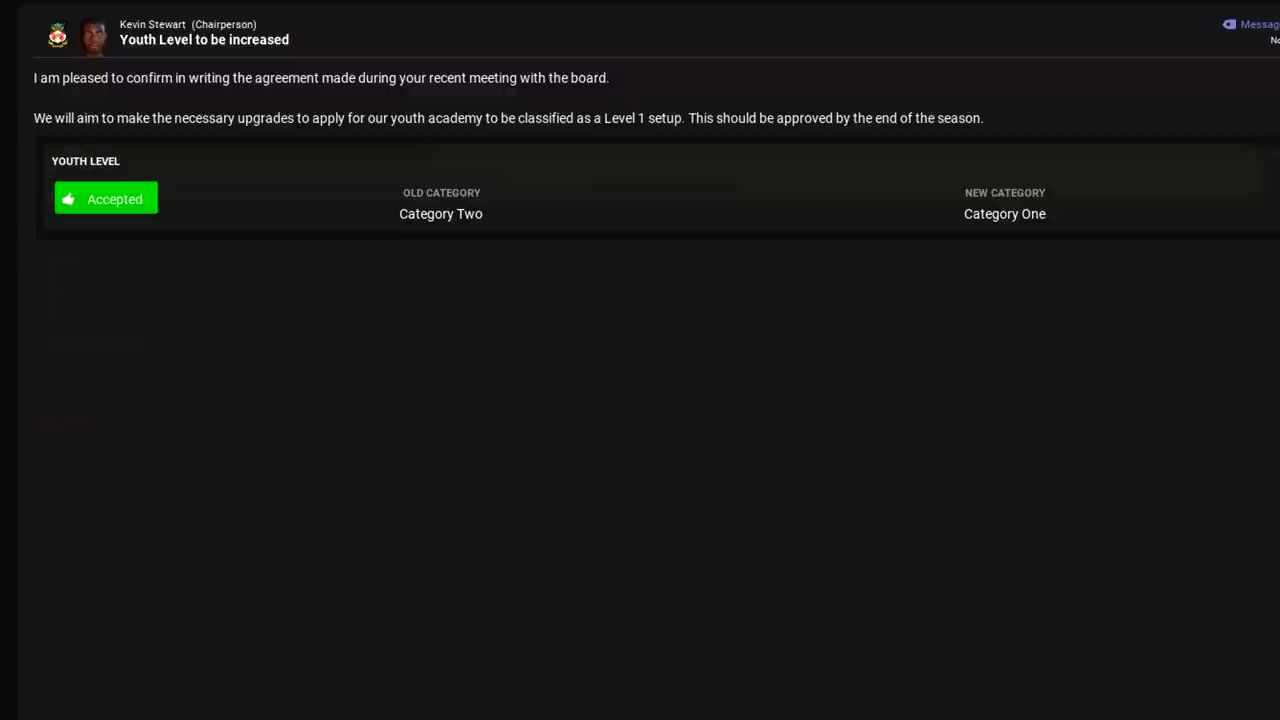 Kevin Stewart (Chairperson)
Youth Level to be increased
I am pleased to confirm in writing the agreement made during your recent meeting with the board.
We will aim to make the necessary upgrades to apply for our youth academy to be classified as a Level 1 setup. This should be approved by the end of the season.
YOUTH LEVEL
Accepted
OLD CATEGORY
Category Two
NEW CATEGORY
Category One